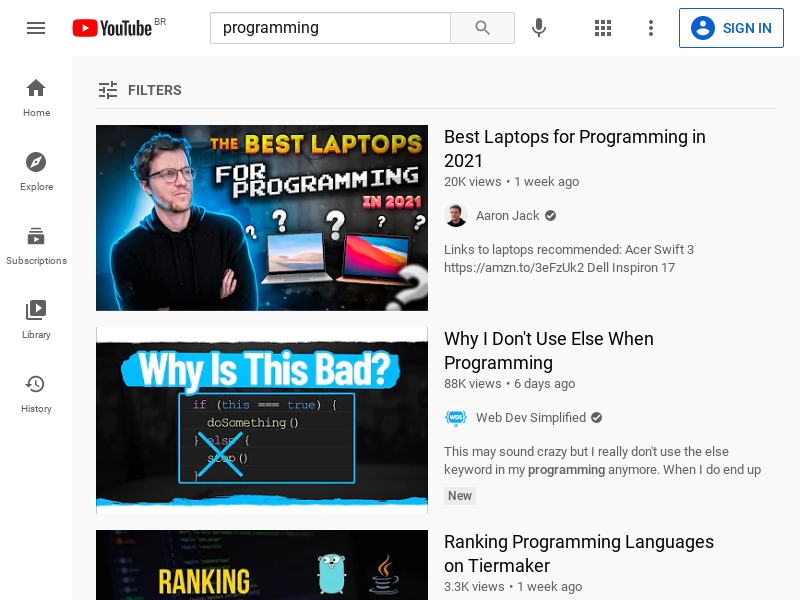 YouTube BR
programming
SIGN IN
Home
Explore
Subscriptions
Library
History
FILTERS
THE BEST LAPTOPS
FOR
PROGRAMMING
IN 2021
? ? ? ? ? ?
Best Laptops for Programming in
2021
20K views • 1 week ago
Aaron Jack
Links to laptops recommended: Acer Swift 3
https://amzn.to/3eFzUk2 Dell Inspiron 17
Why Is This Bad?
if (this === true) {
doSomething()
} else {
stop()
}
Why I Don't Use Else When
Programming
88K views • 6 days ago
WDS
Web Dev Simplified
This may sound crazy but I really don't use the else
keyword in my programming anymore. When I do end up
New
RANKING
Ranking Programming Languages
on Tiermaker
3.3K views • 1 week ago